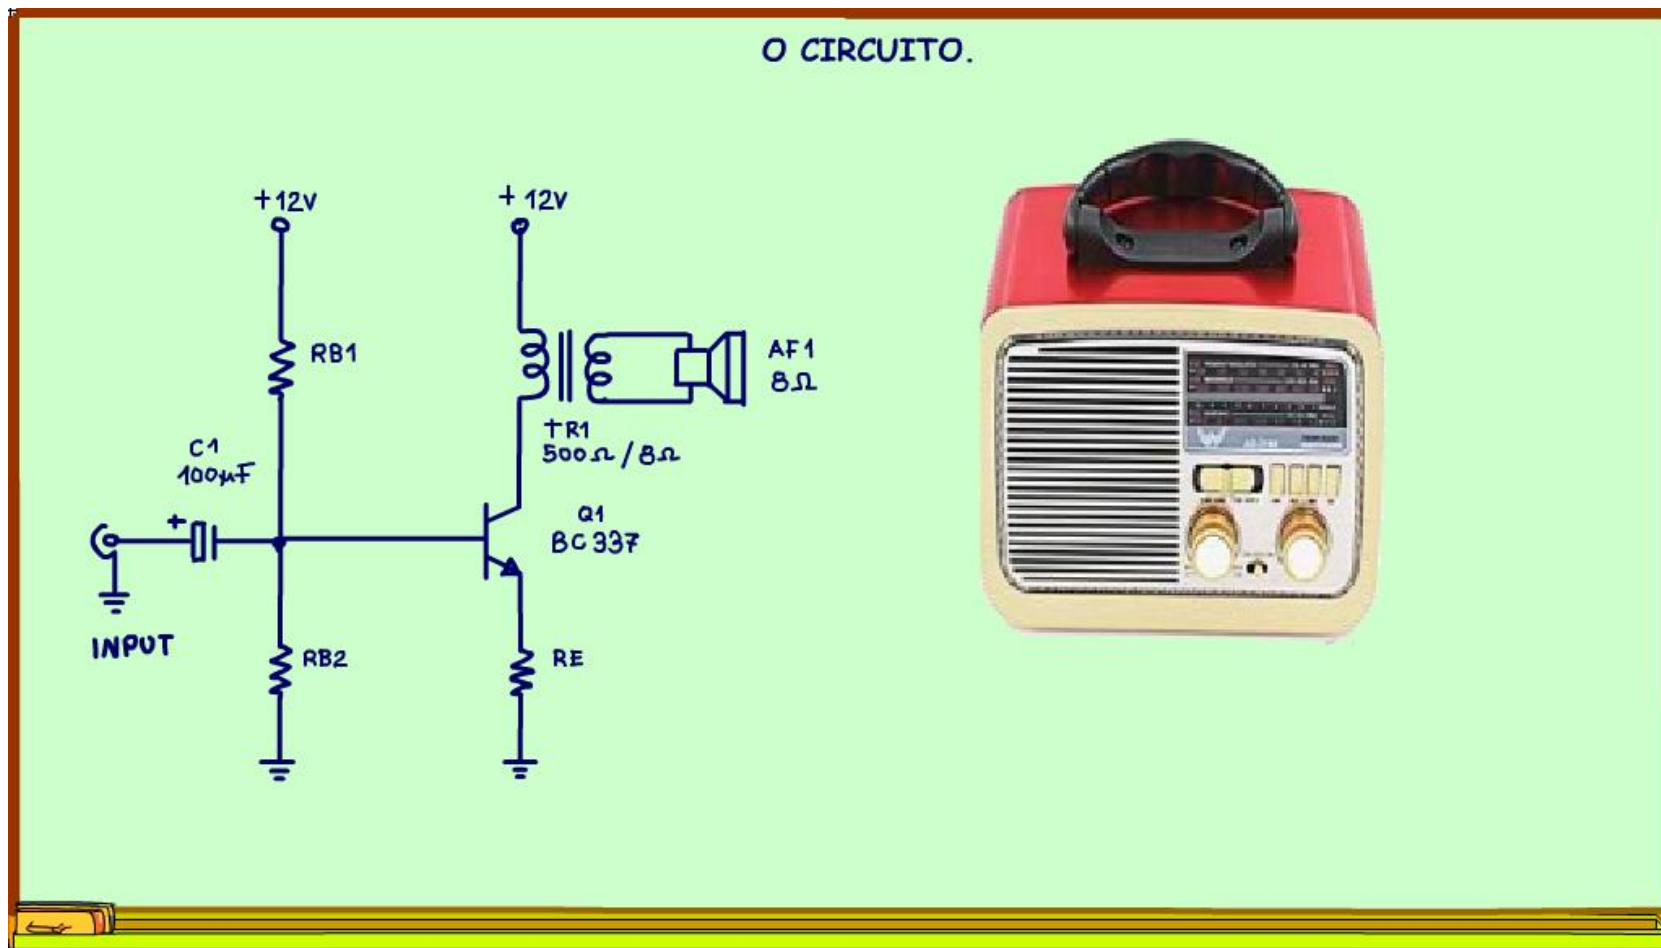 O CIRCUITO.
+12V
+12V
RB1
AF1
8Ω
TR1
500Ω/8Ω
C1
100µF
+
Q1
BC337
INPUT
RB2
RE